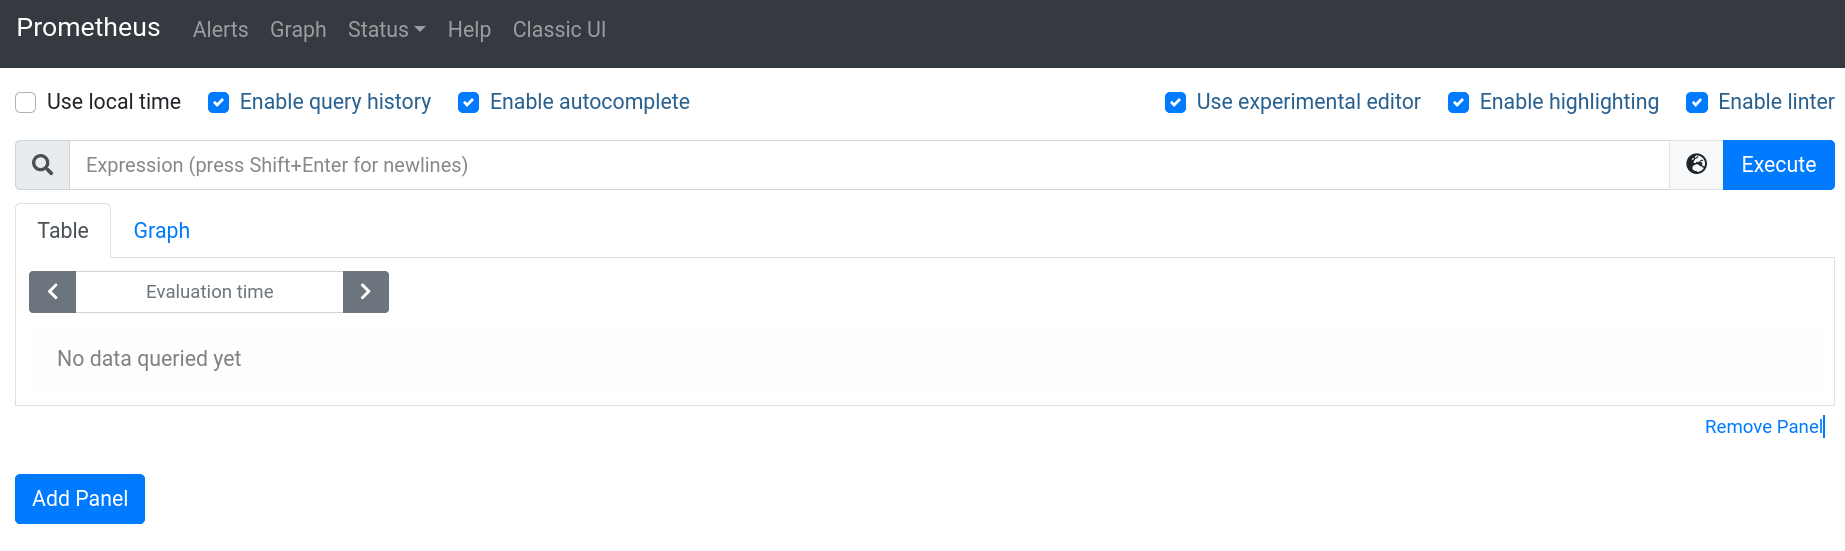 Prometheus Alerts Graph Status Help Classic UI
Use local time Enable query history Enable autocomplete Use experimental editor Enable highlighting Enable linter
Expression (press Shift+Enter for newlines) Execute
Table Graph
Evaluation time
No data queried yet
Remove Panel
Add Panel